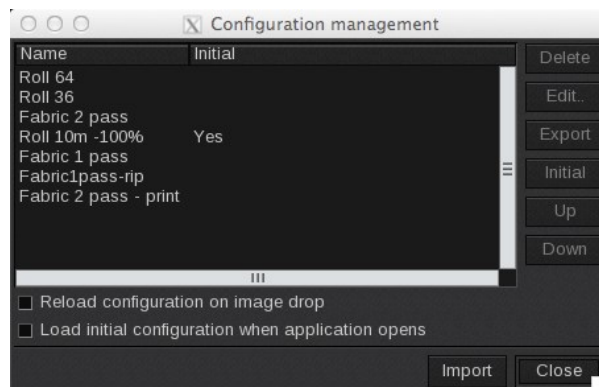 Configuration management
Name Initial
Roll 64
Roll 36
Fabric 2 pass
Roll 10m -100% Yes
Fabric 1 pass
Fabric1pass-rip
Fabric 2 pass - print
Delete
Edit..
Export
Initial
Up
Down
Reload configuration on image drop
Load initial configuration when application opens
Import Close